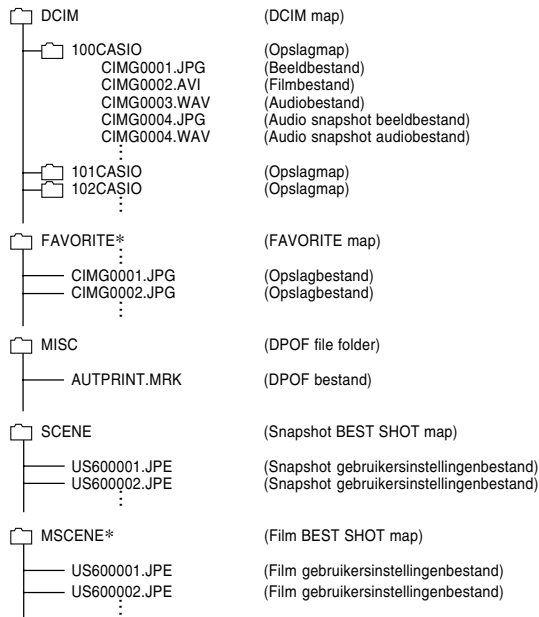 DCIM (DCIM map)
100CASIO (Opslagmap)
CIMG0001.JPG (Beeldbestand)
CIMG0002.AVI (Filmbestand)
CIMG0003.WAV (Audiobestand)
CIMG0004.JPG (Audio snapshot beeldbestand)
CIMG0004.WAV (Audio snapshot audiobestand)
101CASIO (Opslagmap)
102CASIO (Opslagmap)
FAVORITE* (FAVORITE map)
CIMG0001.JPG (Opslagbestand)
CIMG0002.JPG (Opslagbestand)
MISC (DPOF file folder)
AUTPRINT.MRK (DPOF bestand)
SCENE (Snapshot BEST SHOT map)
US600001.JPE (Snapshot gebruikersinstellingenbestand)
US600002.JPE (Snapshot gebruikersinstellingenbestand)
MSCENE* (Film BEST SHOT map)
US600001.JPE (Film gebruikersinstellingenbestand)
US600002.JPE (Film gebruikersinstellingenbestand)